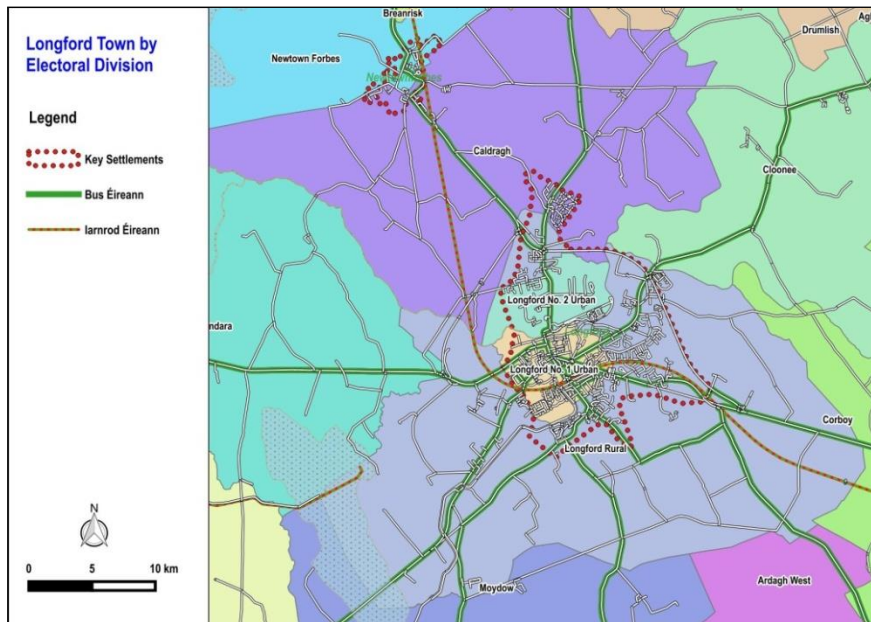 Longford Town by
Electoral Division
Legend
Key Settlements
Bus Éireann
Iarnrod Éireann
N
0 5 10 km
Breanrisk
Drumlish
Newtown Forbes
Caldragh
Cloonee
Longford No. 2 Urban
ndara
Longford No. 1 Urban
Corboy
Longford Rural
Moydow
Ardagh West